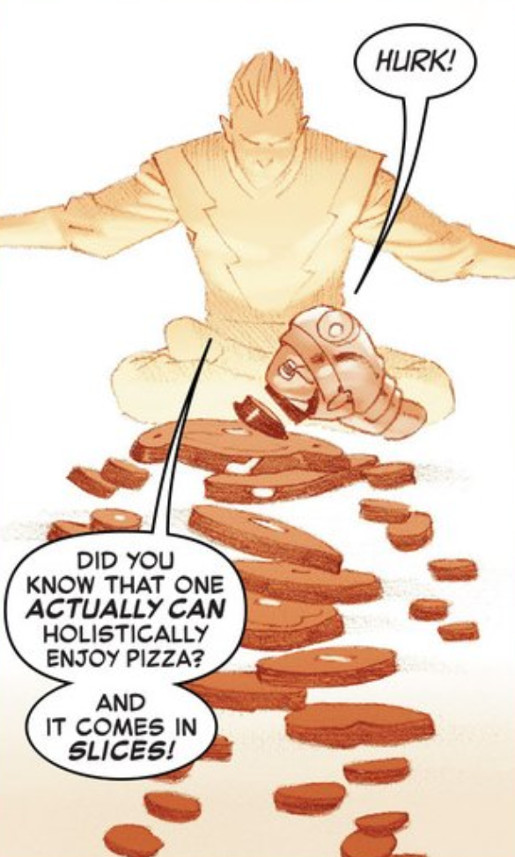 HURK!
DID YOU
KNOW THAT ONE
ACTUALLY CAN
HOLISTICALLY
ENJOY PIZZA?
AND
IT COMES IN
SLICES!